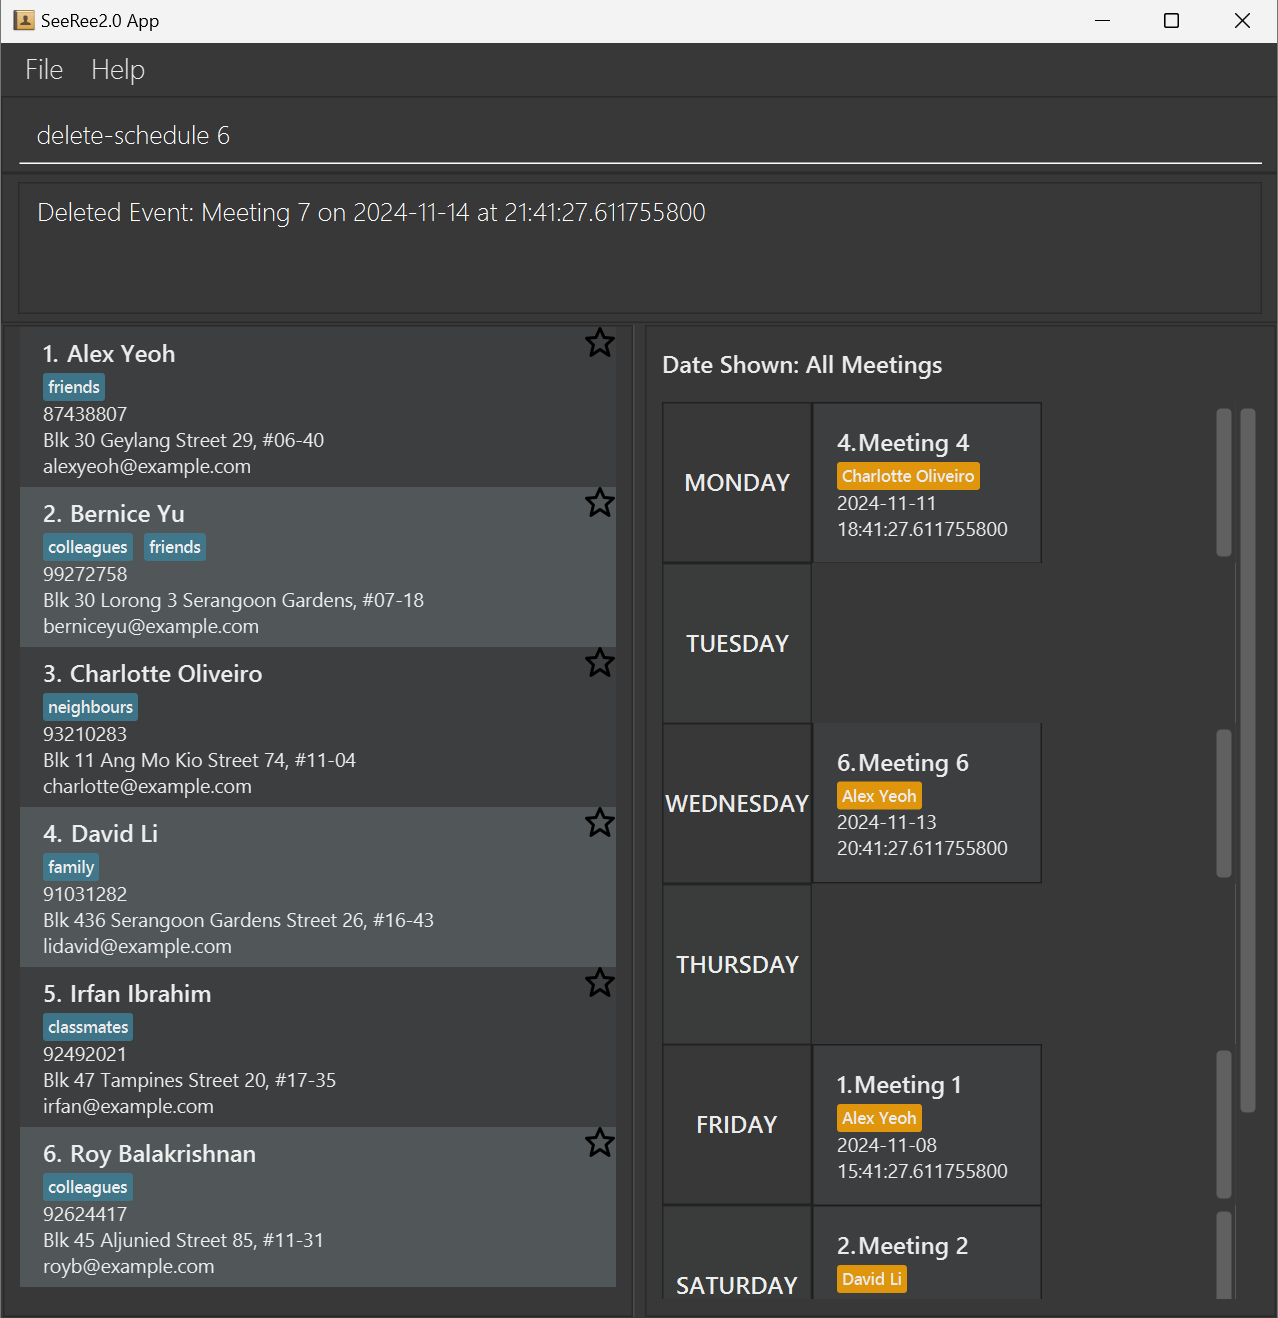 SeeRee2.0 App
File Help
delete-schedule 6
Deleted Event: Meeting 7 on 2024-11-14 at 21:41:27.611755800
1. Alex Yeoh
friends
87438807
Blk 30 Geylang Street 29, #06-40
alexyeoh@example.com
2. Bernice Yu
colleagues friends
99272758
Blk 30 Lorong 3 Serangoon Gardens, #07-18
berniceyu@example.com
3. Charlotte Oliveiro
neighbours
93210283
Blk 11 Ang Mo Kio Street 74, #11-04
charlotte@example.com
4. David Li
family
91031282
Blk 436 Serangoon Gardens Street 26, #16-43
lidavid@example.com
5. Irfan Ibrahim
classmates
92492021
Blk 47 Tampines Street 20, #17-35
irfan@example.com
6. Roy Balakrishnan
colleagues
92624417
Blk 45 Aljunied Street 85, #11-31
royb@example.com
Date Shown: All Meetings
MONDAY
4.Meeting 4
Charlotte Oliveiro
2024-11-11
18:41:27.611755800
TUESDAY
WEDNESDAY
6.Meeting 6
Alex Yeoh
2024-11-13
20:41:27.611755800
THURSDAY
FRIDAY
1.Meeting 1
Alex Yeoh
2024-11-08
15:41:27.611755800
SATURDAY
2.Meeting 2
David Li